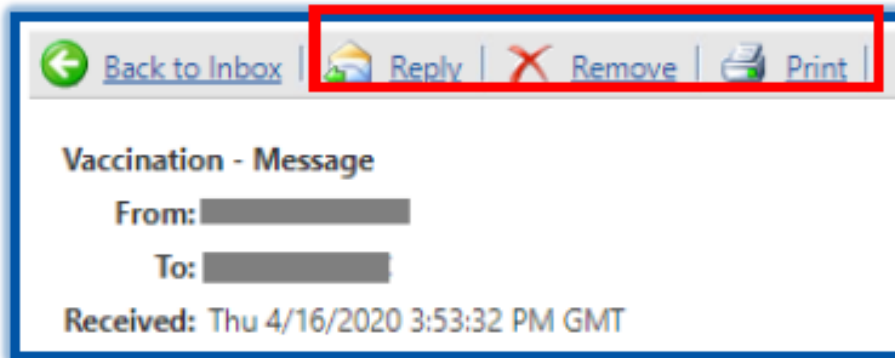 Back to Inbox | Reply | Remove | Print |
Vaccination - Message
From:
To:
Received: Thu 4/16/2020 3:53:32 PM GMT